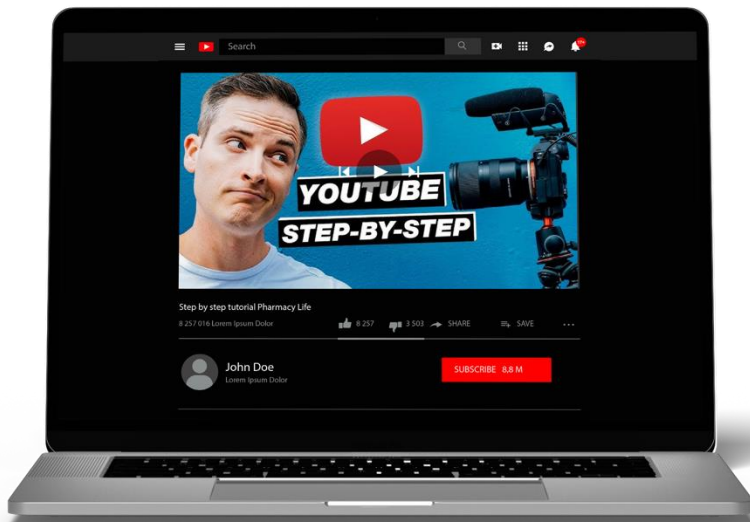 Search
YOUTUBE
STEP-BY-STEP
Step by step tutorial Pharmacy Life
8 257 016 Lorem Ipsum Dolor 8 257 3 503 SHARE SAVE
John Doe
Lorem Ipsum Dolor
SUBSCRIBE 8,8 M